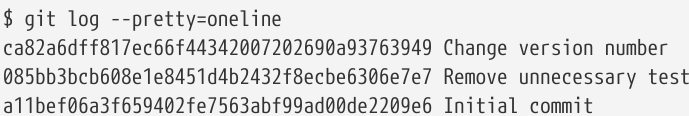 $ git log --pretty=oneline
ca82a6dff817ec66f44342007202690a93763949 Change version number
085bb3bcb608e1e8451d4b2432f8ecbe6306e7e7 Remove unnecessary test
a11bef06a3f659402fe7563abf99ad00de2209e6 Initial commit